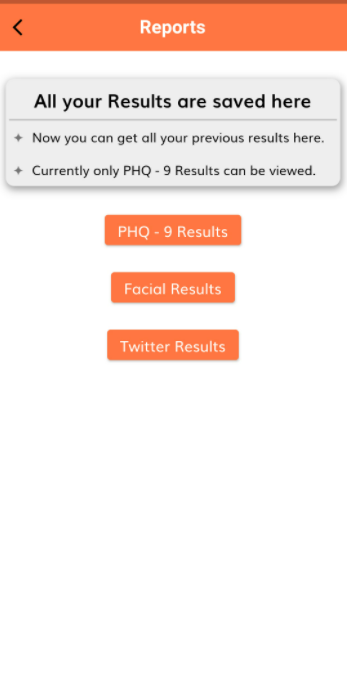 Reports
All your Results are saved here
Now you can get all your previous results here.
Currently only PHQ - 9 Results can be viewed.
PHQ - 9 Results
Facial Results
Twitter Results